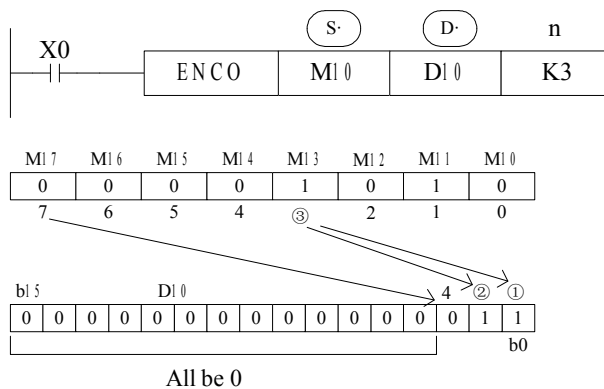 S· D· n
X0
ENCO M10 D10 K3
M17 M16 M15 M14 M13 M12 M11 M10
0 0 0 0 1 0 1 0
7 6 5 4 ③ 2 1 0
4 ② ①
b15 D10
0 0 0 0 0 0 0 0 0 0 0 0 0 0 1 1
b0
All be 0